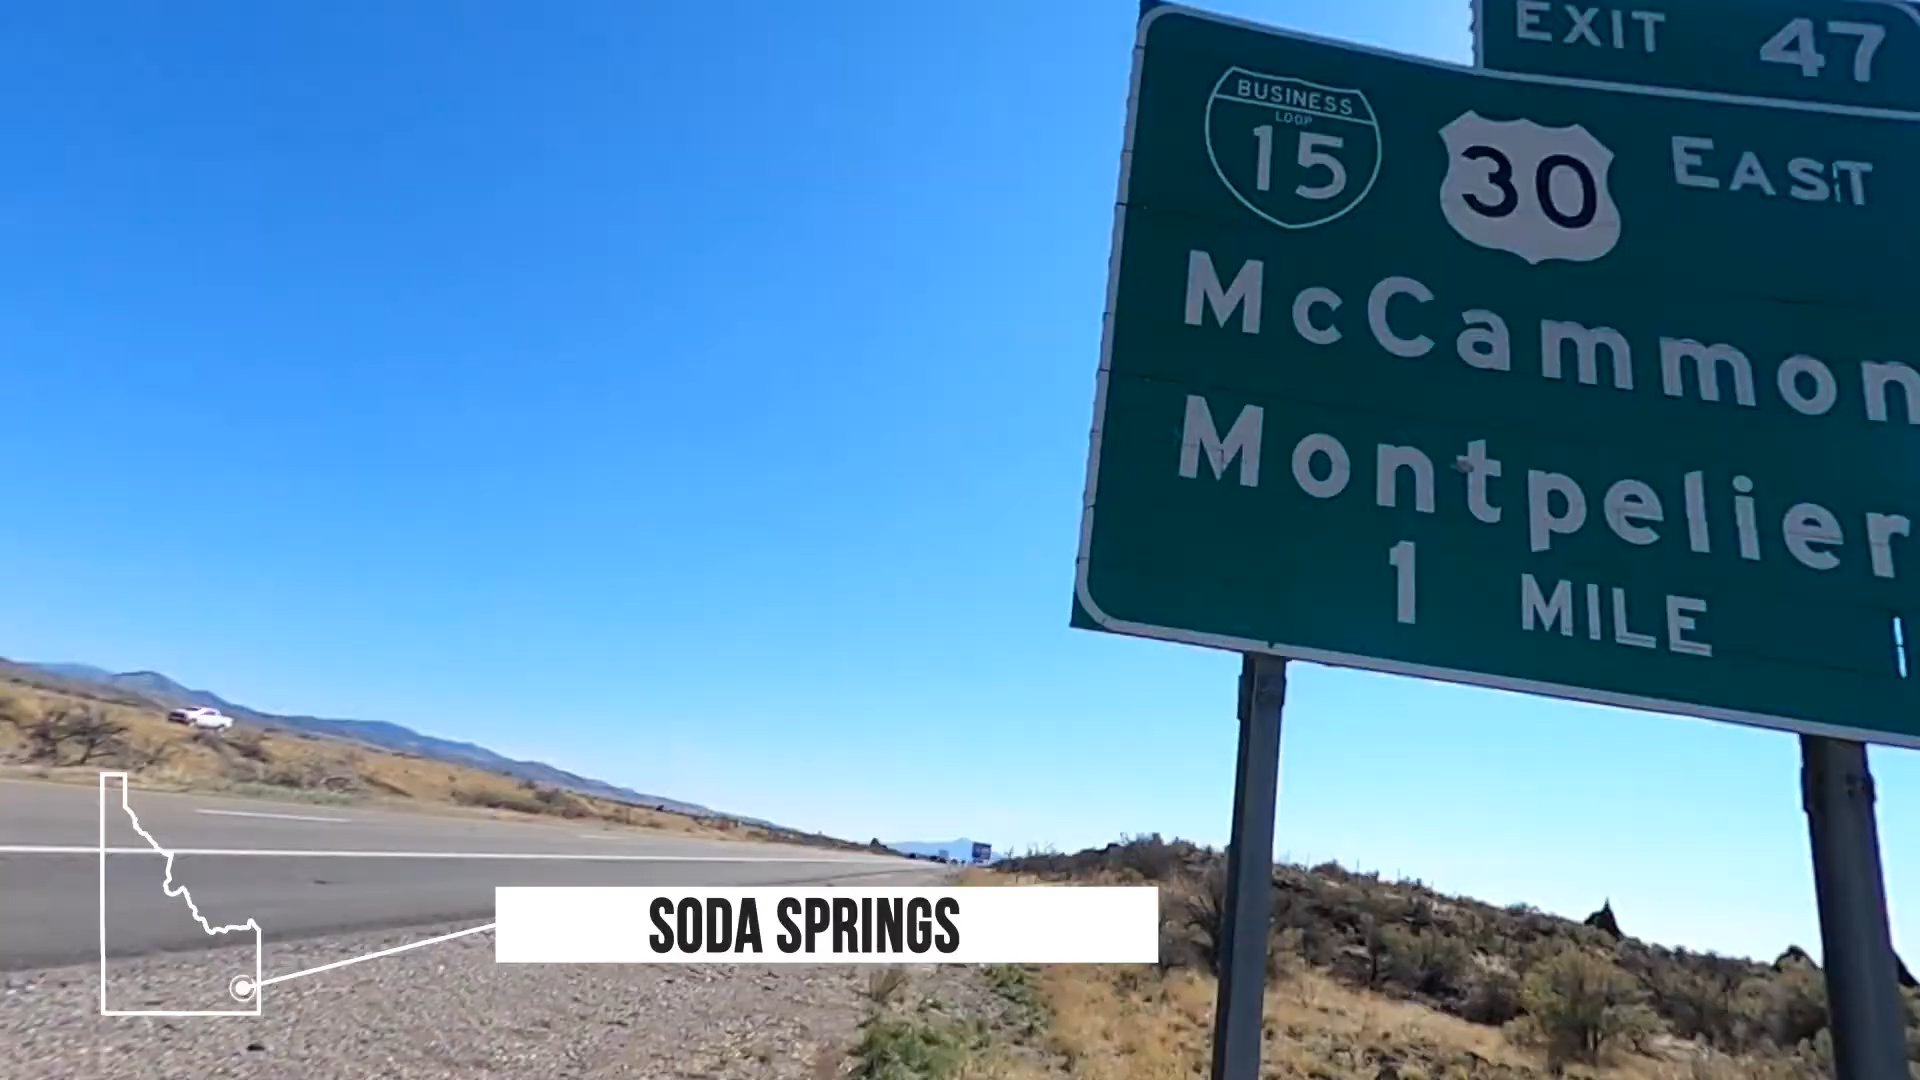 EXIT 47
BUSINESS
LOOP
15
30
EAST
McCammon
Montpelier
1 MILE
SODA SPRINGS